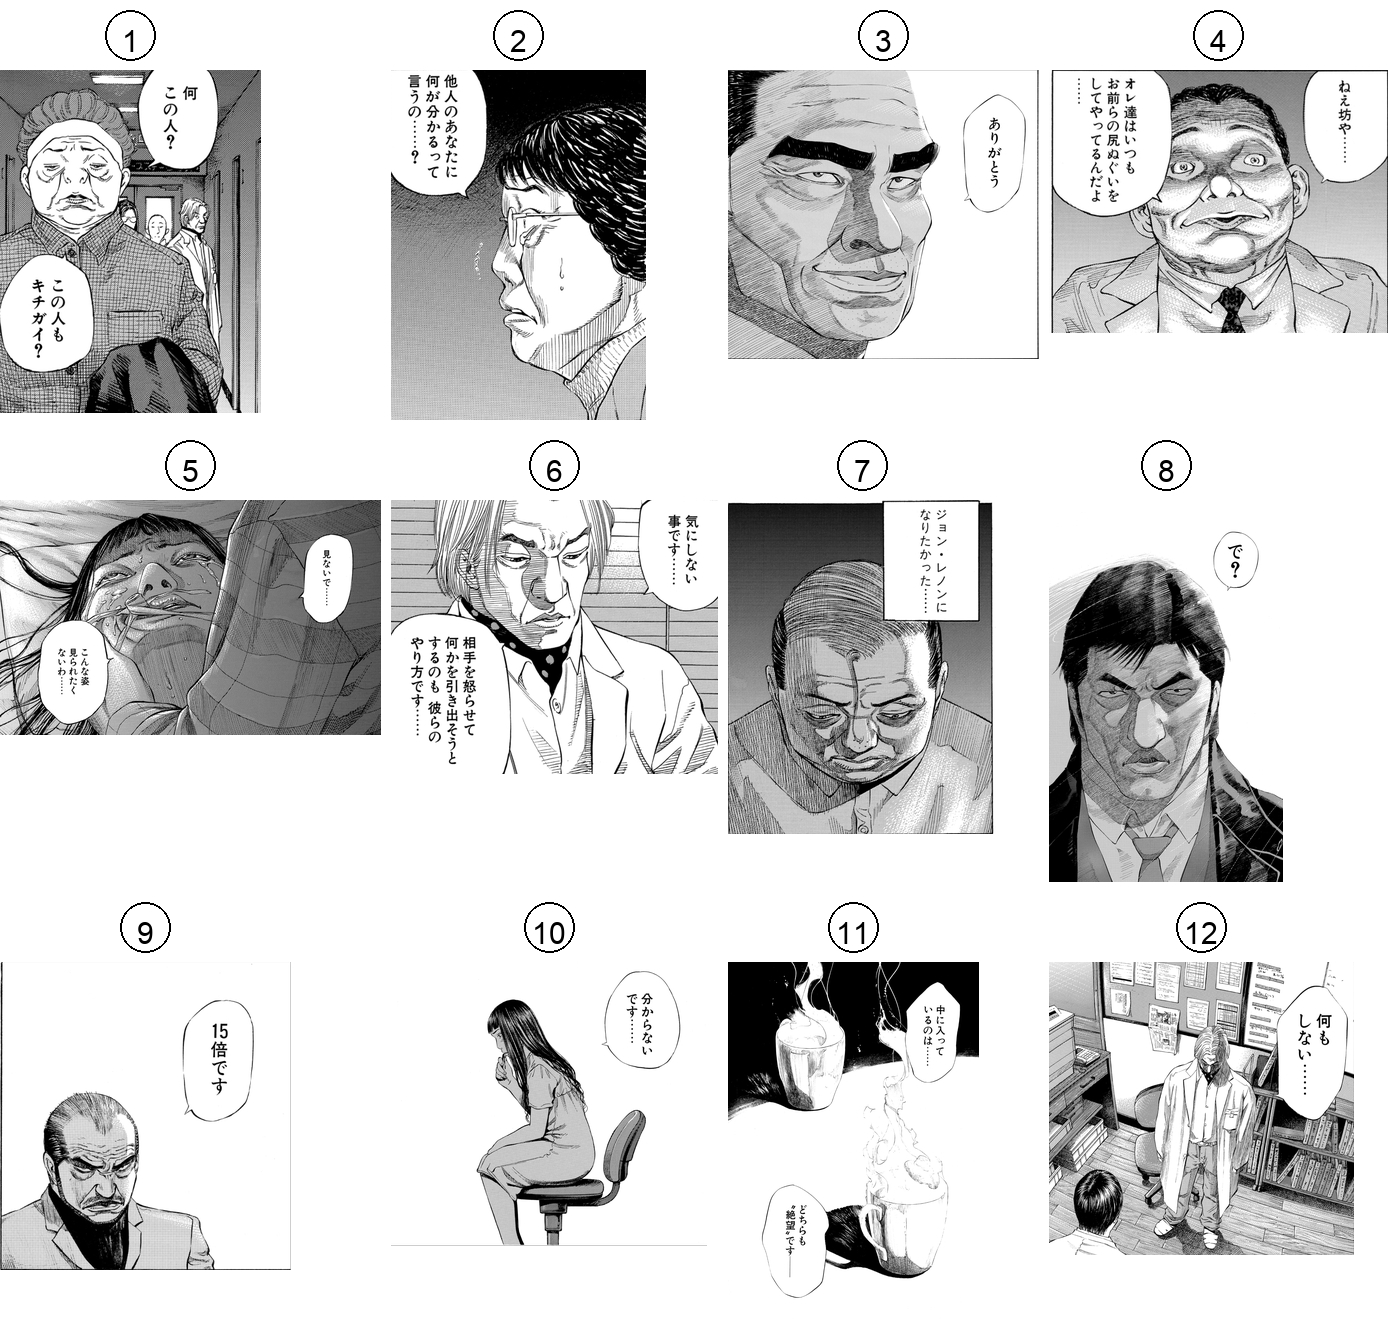 1
何
この人？
この人も
キチガイ？
2
他人のあなたに
何が分かるって
言うの……？
3
ありがとう
4
ねえ坊や……
オレ達はいつも
お前らの尻ぬぐいを
してやってるんだよ
……
5
見ないで……
こんな姿
見られたく
ないわ……
6
気にしない
事です……
相手を怒らせて
何かを引き出そうと
するのも彼らの
やり方です……
7
ジョン・レノンに
なりたかった……
8
で？
9
15倍です
10
分からない
です……
11
中に入って
いるのは……
どちらも
〝絶望〟です——
12
何も
しない……